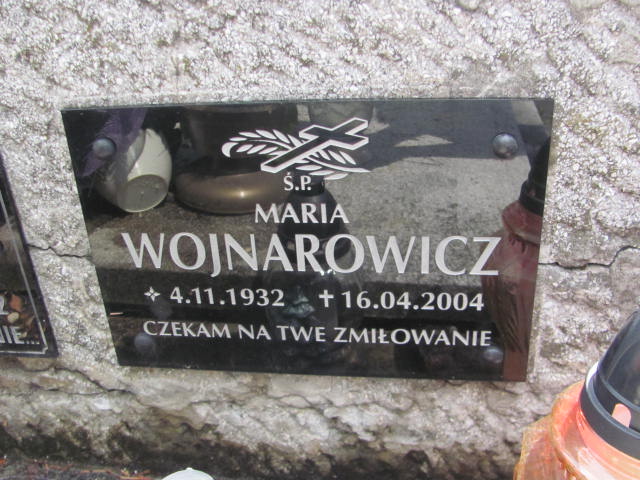 Ś.P.
MARIA
WOJNAROWICZ
4.11.1932 16.04.2004
CZEKAM NA TWE ZMIŁOWANIE